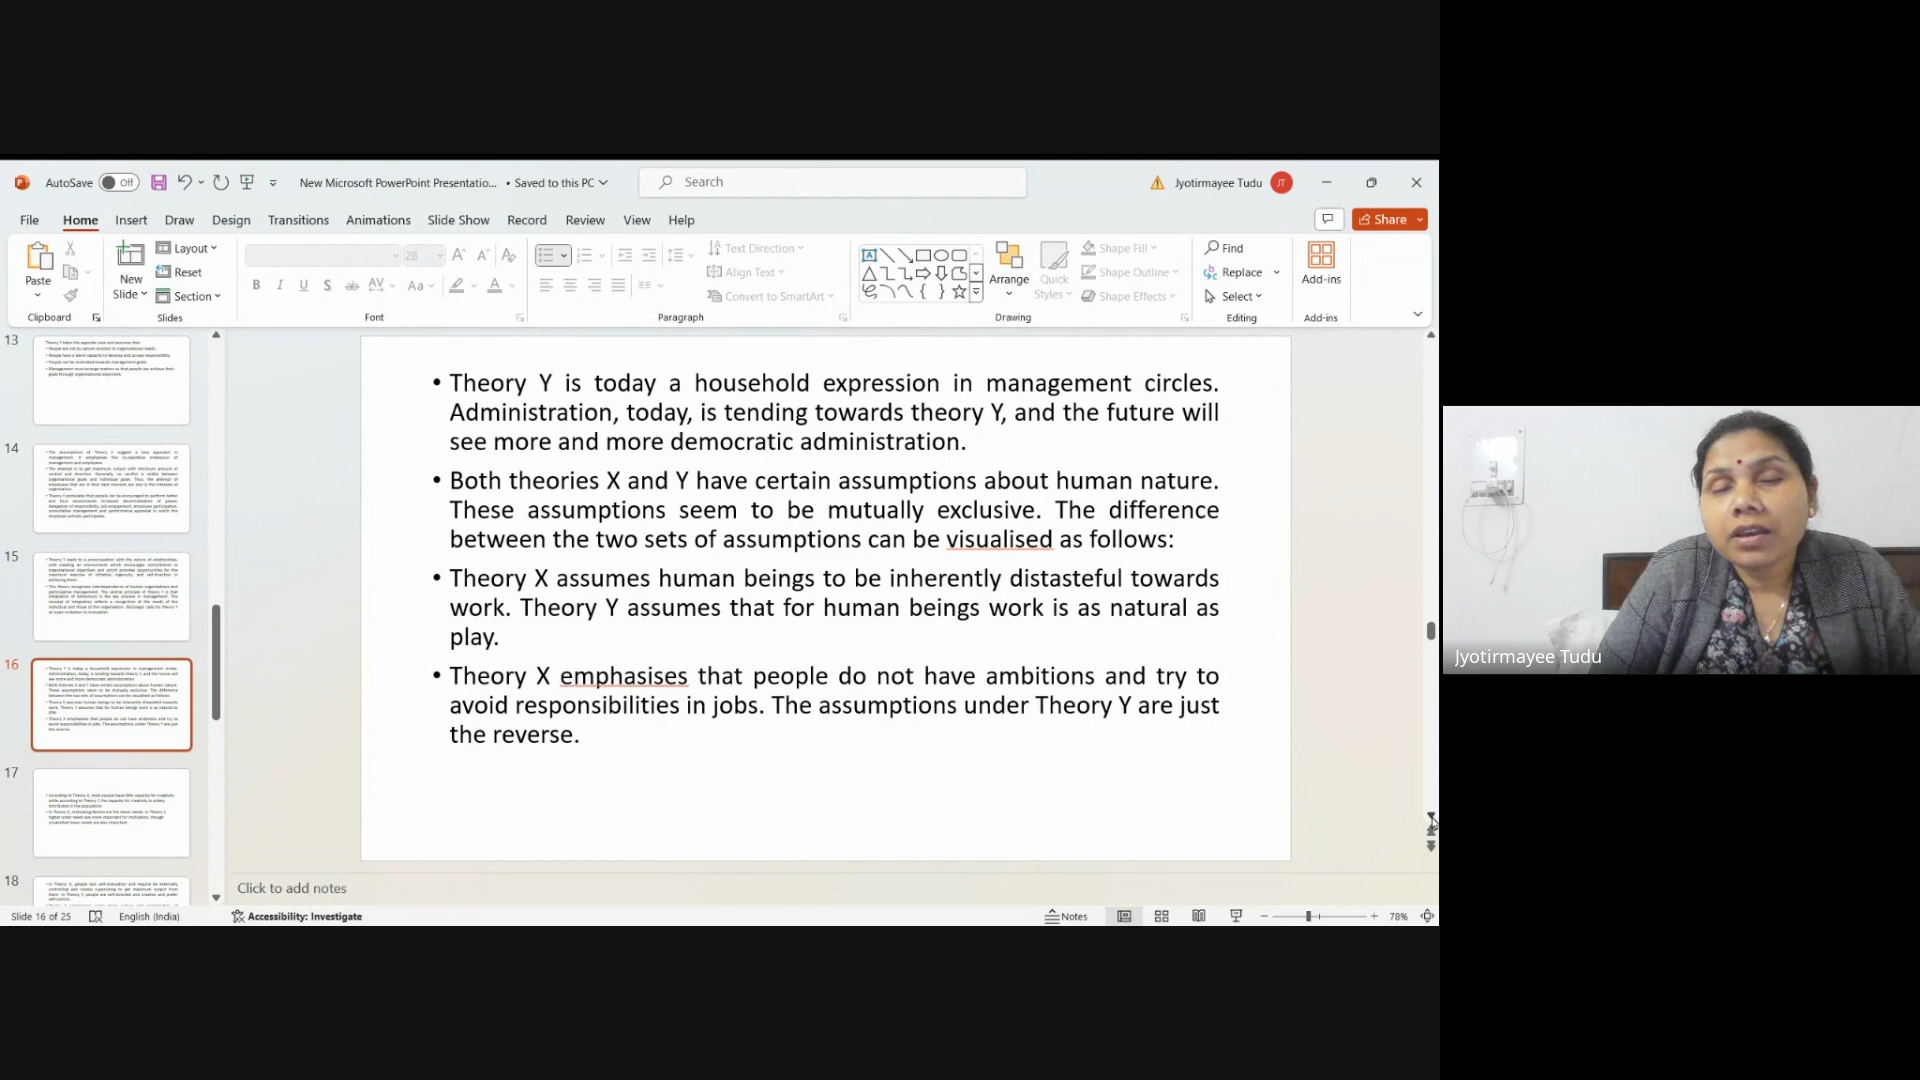 AutoSave Off New Microsoft PowerPoint Presentatio... • Saved to this PC Search Jyotirmayee Tudu JT
File Home Insert Draw Design Slide Show Transitions Animations Record Review View Help Share
Paste
New Slide
Layout
Reset
Section
28
Text Direction
Align Text
Convert to SmartArt
Arrange
Quick Styles
Shape Fill
Shape Outline
Shape Effects
Find
Replace
Select
Add-ins
Clipboard Slides Font Paragraph Drawing Editing Add-ins
13
14
15
16
17
18
• Theory Y is today a household expression in management circles.
Administration, today, is tending towards theory Y, and the future will
see more and more democratic administration.
• Both theories X and Y have certain assumptions about human nature.
These assumptions seem to be mutually exclusive. The difference
between the two sets of assumptions can be visualised as follows:
• Theory X assumes human beings to be inherently distasteful towards
work. Theory Y assumes that for human beings work is as natural as
play.
• Theory X emphasises that people do not have ambitions and try to
avoid responsibilities in jobs. The assumptions under Theory Y are just
the reverse.
Click to add notes
Slide 16 of 25 English (India) Accessibility: Investigate Notes 78%
Jyotirmayee Tudu